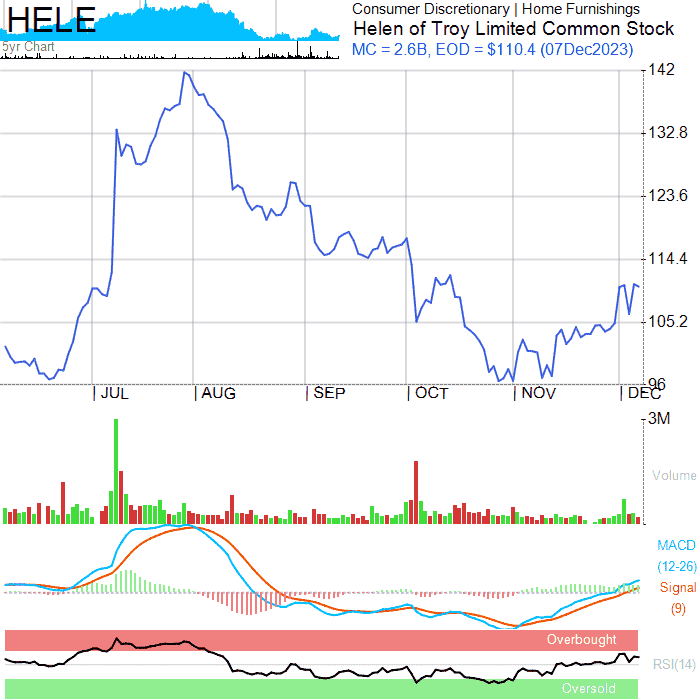 HELE
5yr Chart
Consumer Discretionary | Home Furnishings
Helen of Troy Limited Common Stock
MC = 2.6B, EOD = $110.4 (07Dec2023)
142
132.8
123.6
114.4
105.2
96
JUL AUG SEP OCT NOV DEC
3M
Volume
MACD
(12-26)
Signal
(9)
Overbought
RSI(14)
Oversold